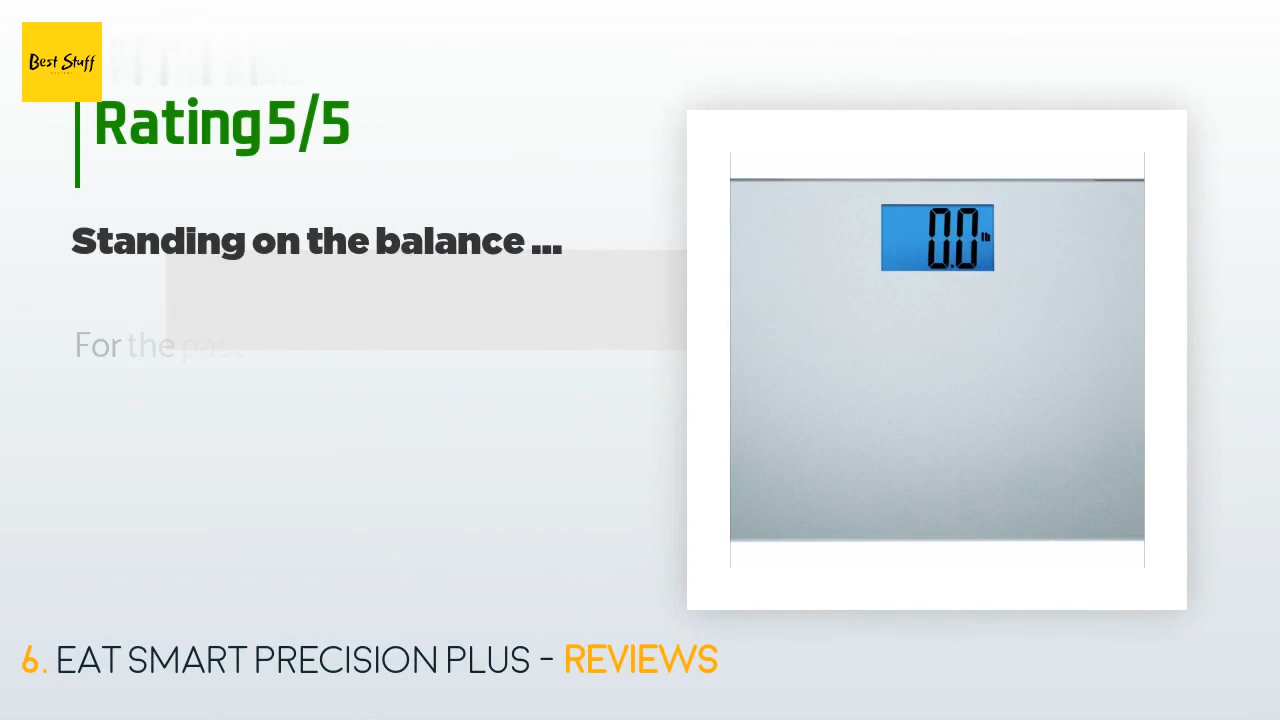 Best Stuff
Rating 5/5
Standing on the balance ...
For the
0.0 lb
6. EAT SMART PRECISION PLUS - REVIEWS